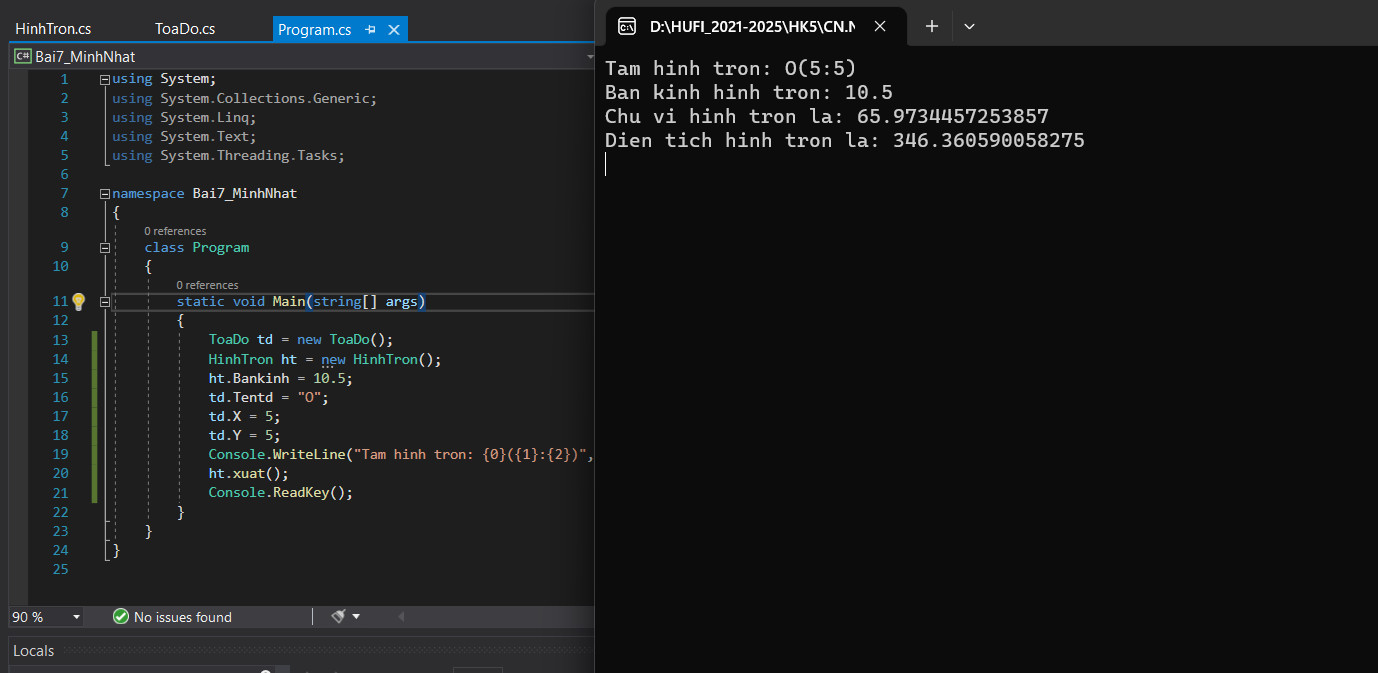 HinhTron.cs ToaDo.cs Program.cs
C# Bai7_MinhNhat
1 using System;
2 using System.Collections.Generic;
3 using System.Linq;
4 using System.Text;
5 using System.Threading.Tasks;
6
7 namespace Bai7_MinhNhat
8 {
0 references
9 class Program
10 {
0 references
11 static void Main(string[] args)
12 {
13 ToaDo td = new ToaDo();
14 HinhTron ht = new HinhTron();
15 ht.Bankinh = 10.5;
16 td.Tentd = "O";
17 td.X = 5;
18 td.Y = 5;
19 Console.WriteLine("Tam hinh tron: {0}({1}:{2})",
20 ht.xuat();
21 Console.ReadKey();
22 }
23 }
24 }
25
90 % No issues found
Locals
D:\HUFI_2021-2025\HK5\CN.N
Tam hinh tron: O(5:5)
Ban kinh hinh tron: 10.5
Chu vi hinh tron la: 65.9734457253857
Dien tich hinh tron la: 346.360590058275